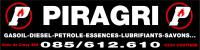 PIRAGRI
GASOIL-DIESEL-PETROLE-ESSENCES-LUBRIFIANTS-SAVONS...
085/612.610